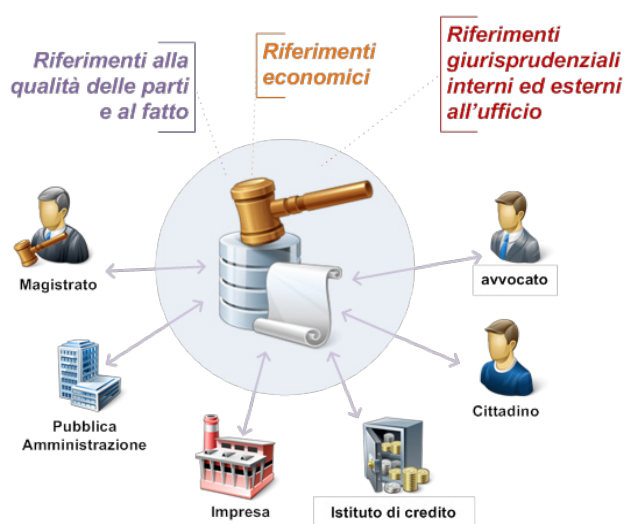 Riferimenti alla
qualità delle parti
e al fatto
Riferimenti
economici
Riferimenti
giurisprudenziali
interni ed esterni
all'ufficio
Magistrato
avvocato
Pubblica
Amministrazione
Cittadino
Impresa
Istituto di credito